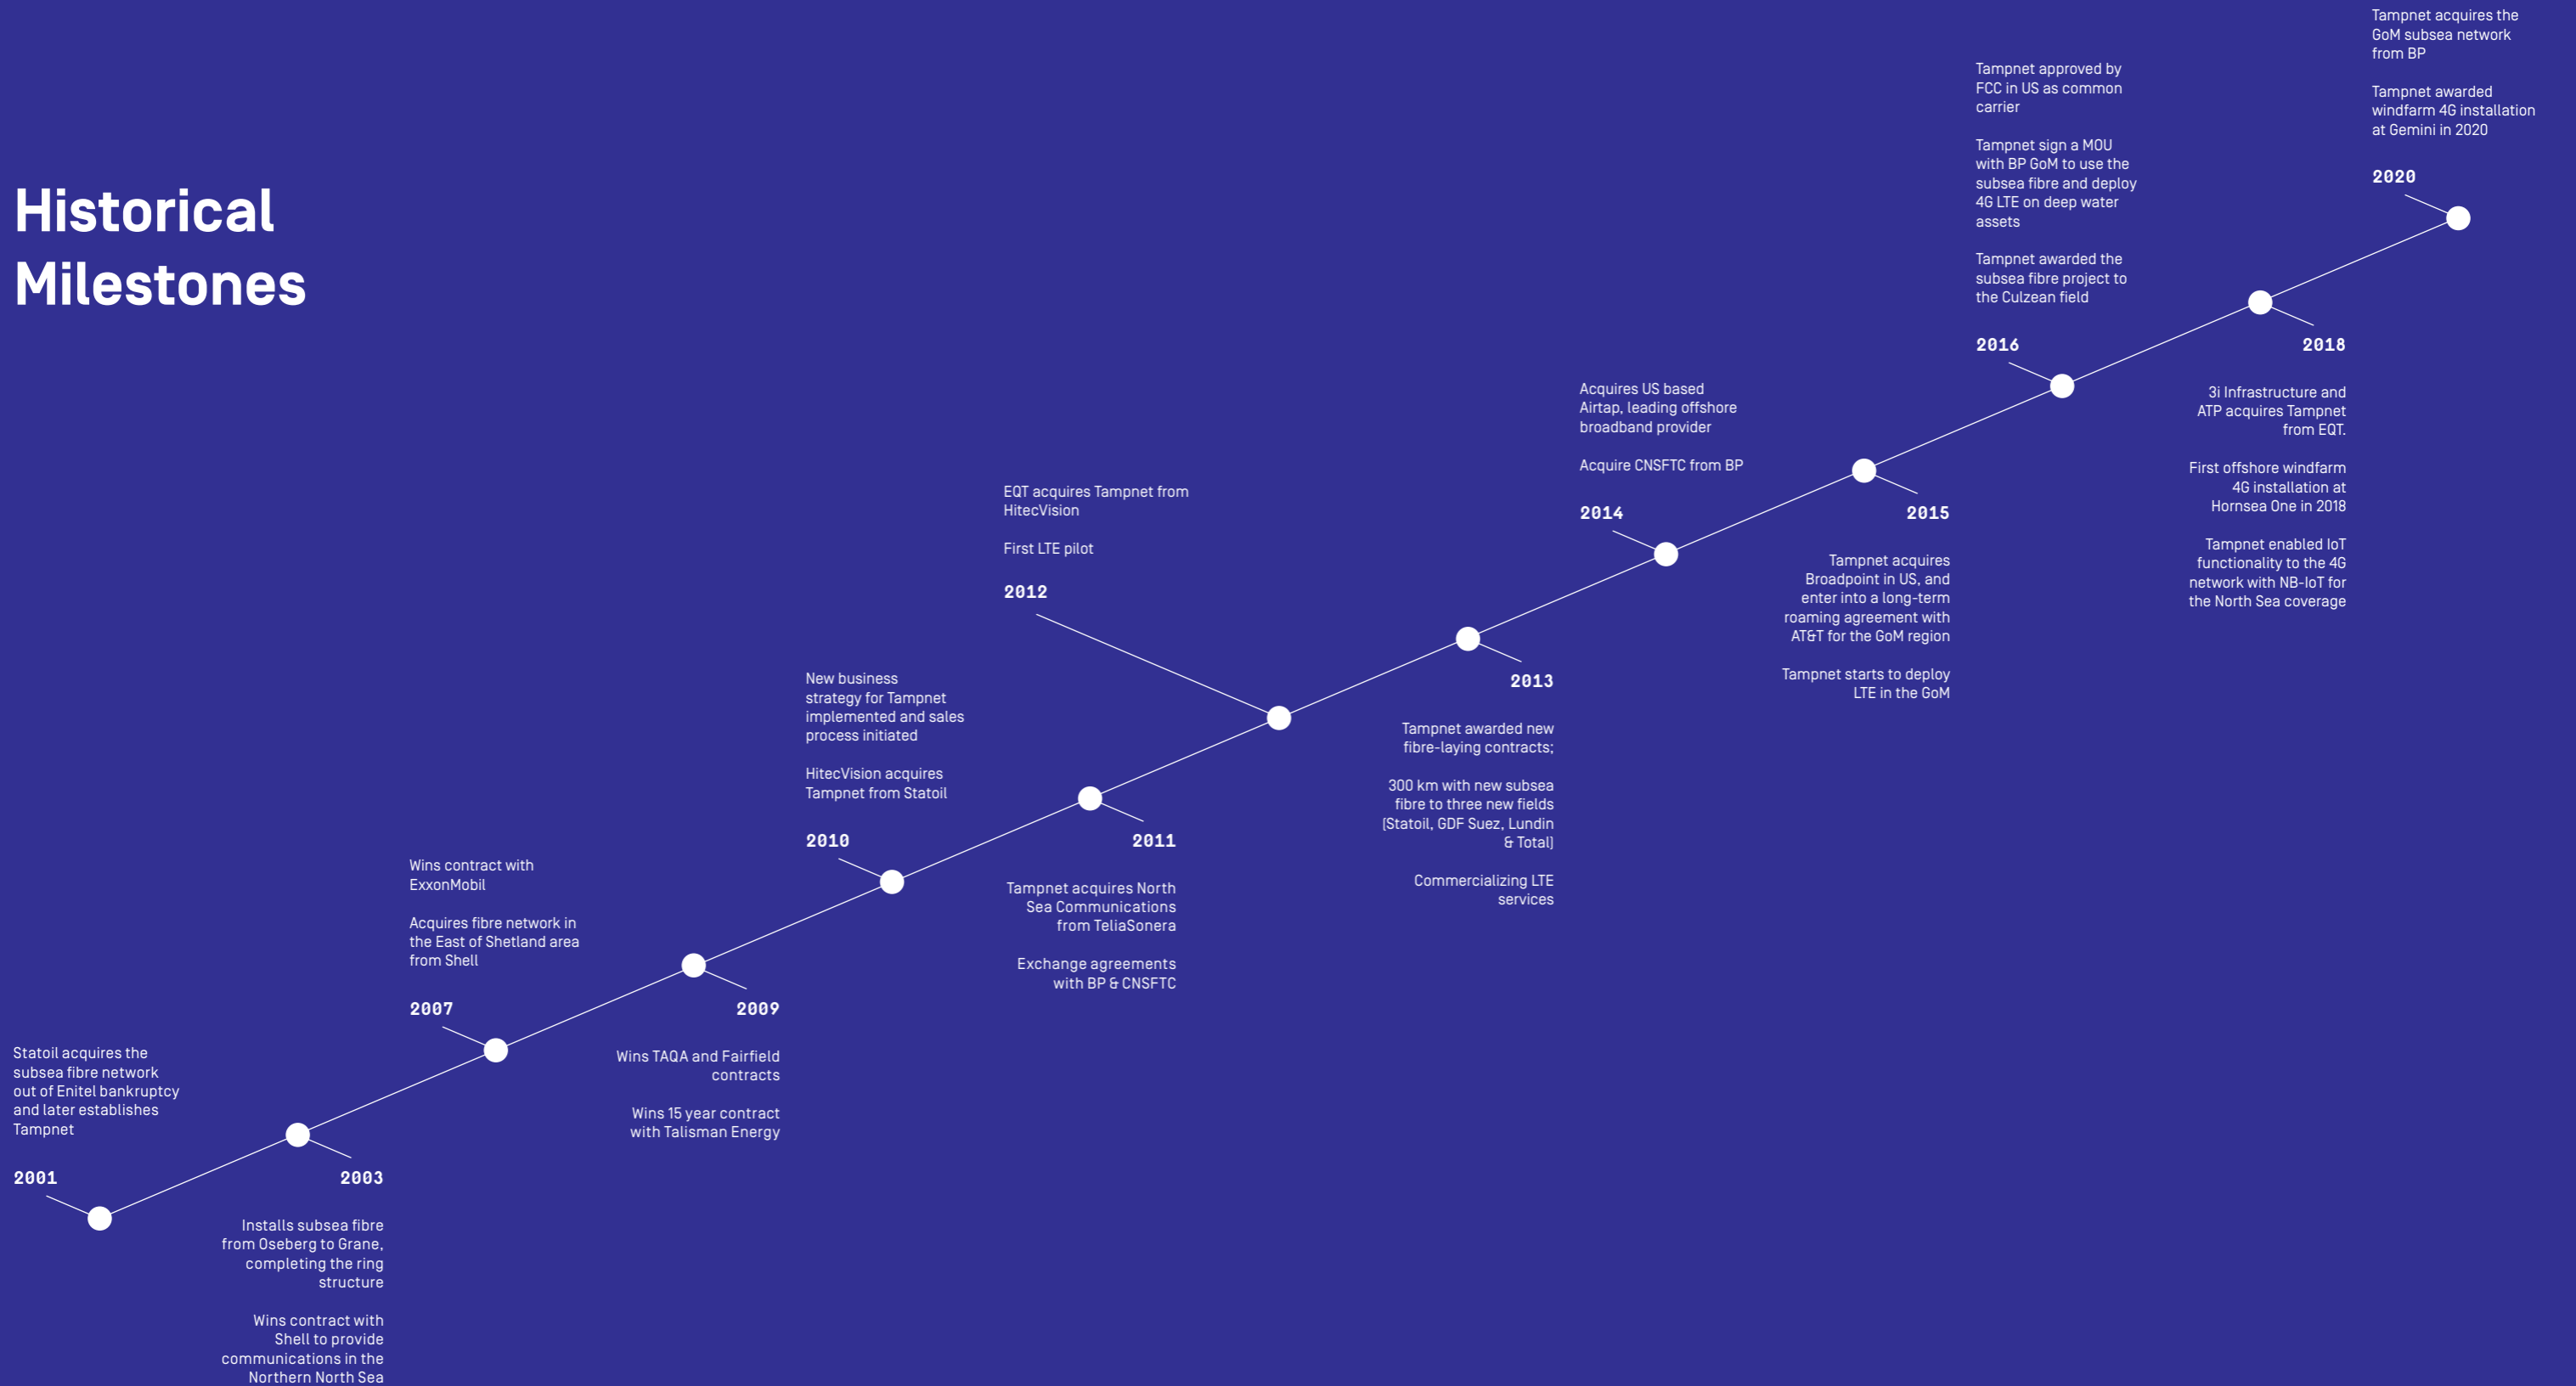 Historical
Milestones
Statoil acquires the
subsea fibre network
out of Enitel bankruptcy
and later establishes
Tampnet
2001
2003
Installs subsea fibre
from Oseberg to Grane,
completing the ring
structure
Wins contract with
Shell to provide
communications in the
Northern North Sea
Wins contract with
ExxonMobil
Acquires fibre network in
the East of Shetland area
from Shell
2007
2009
Wins TAQA and Fairfield
contracts
Wins 15 year contract
with Talisman Energy
New business
strategy for Tampnet
implemented and sales
process initiated
HitecVision acquires
Tampnet from Statoil
2010
2011
Tampnet acquires North
Sea Communications
from TeliaSonera
Exchange agreements
with BP & CNSFTC
EQT acquires Tampnet from
HitecVision
First LTE pilot
2012
2013
Tampnet awarded new
fibre-laying contracts;
300 km with new subsea
fibre to three new fields
(Statoil, GDF Suez, Lundin
& Total)
Commercializing LTE
services
Acquires US based
Airtap, leading offshore
broadband provider
Acquire CNSFTC from BP
2014
2015
Tampnet acquires
Broadpoint in US, and
enter into a long-term
roaming agreement with
AT&T for the GoM region
Tampnet starts to deploy
LTE in the GoM
Tampnet approved by
FCC in US as common
carrier
Tampnet sign a MOU
with BP GoM to use the
subsea fibre and deploy
4G LTE on deep water
assets
Tampnet awarded the
subsea fibre project to
the Culzean field
2016
2018
3i Infrastructure and
ATP acquires Tampnet
from EQT.
First offshore windfarm
4G installation at
Hornsea One in 2018
Tampnet enabled IoT
functionality to the 4G
network with NB-IoT for
the North Sea coverage
Tampnet acquires the
GoM subsea network
from BP
Tampnet awarded
windfarm 4G installation
at Gemini in 2020
2020